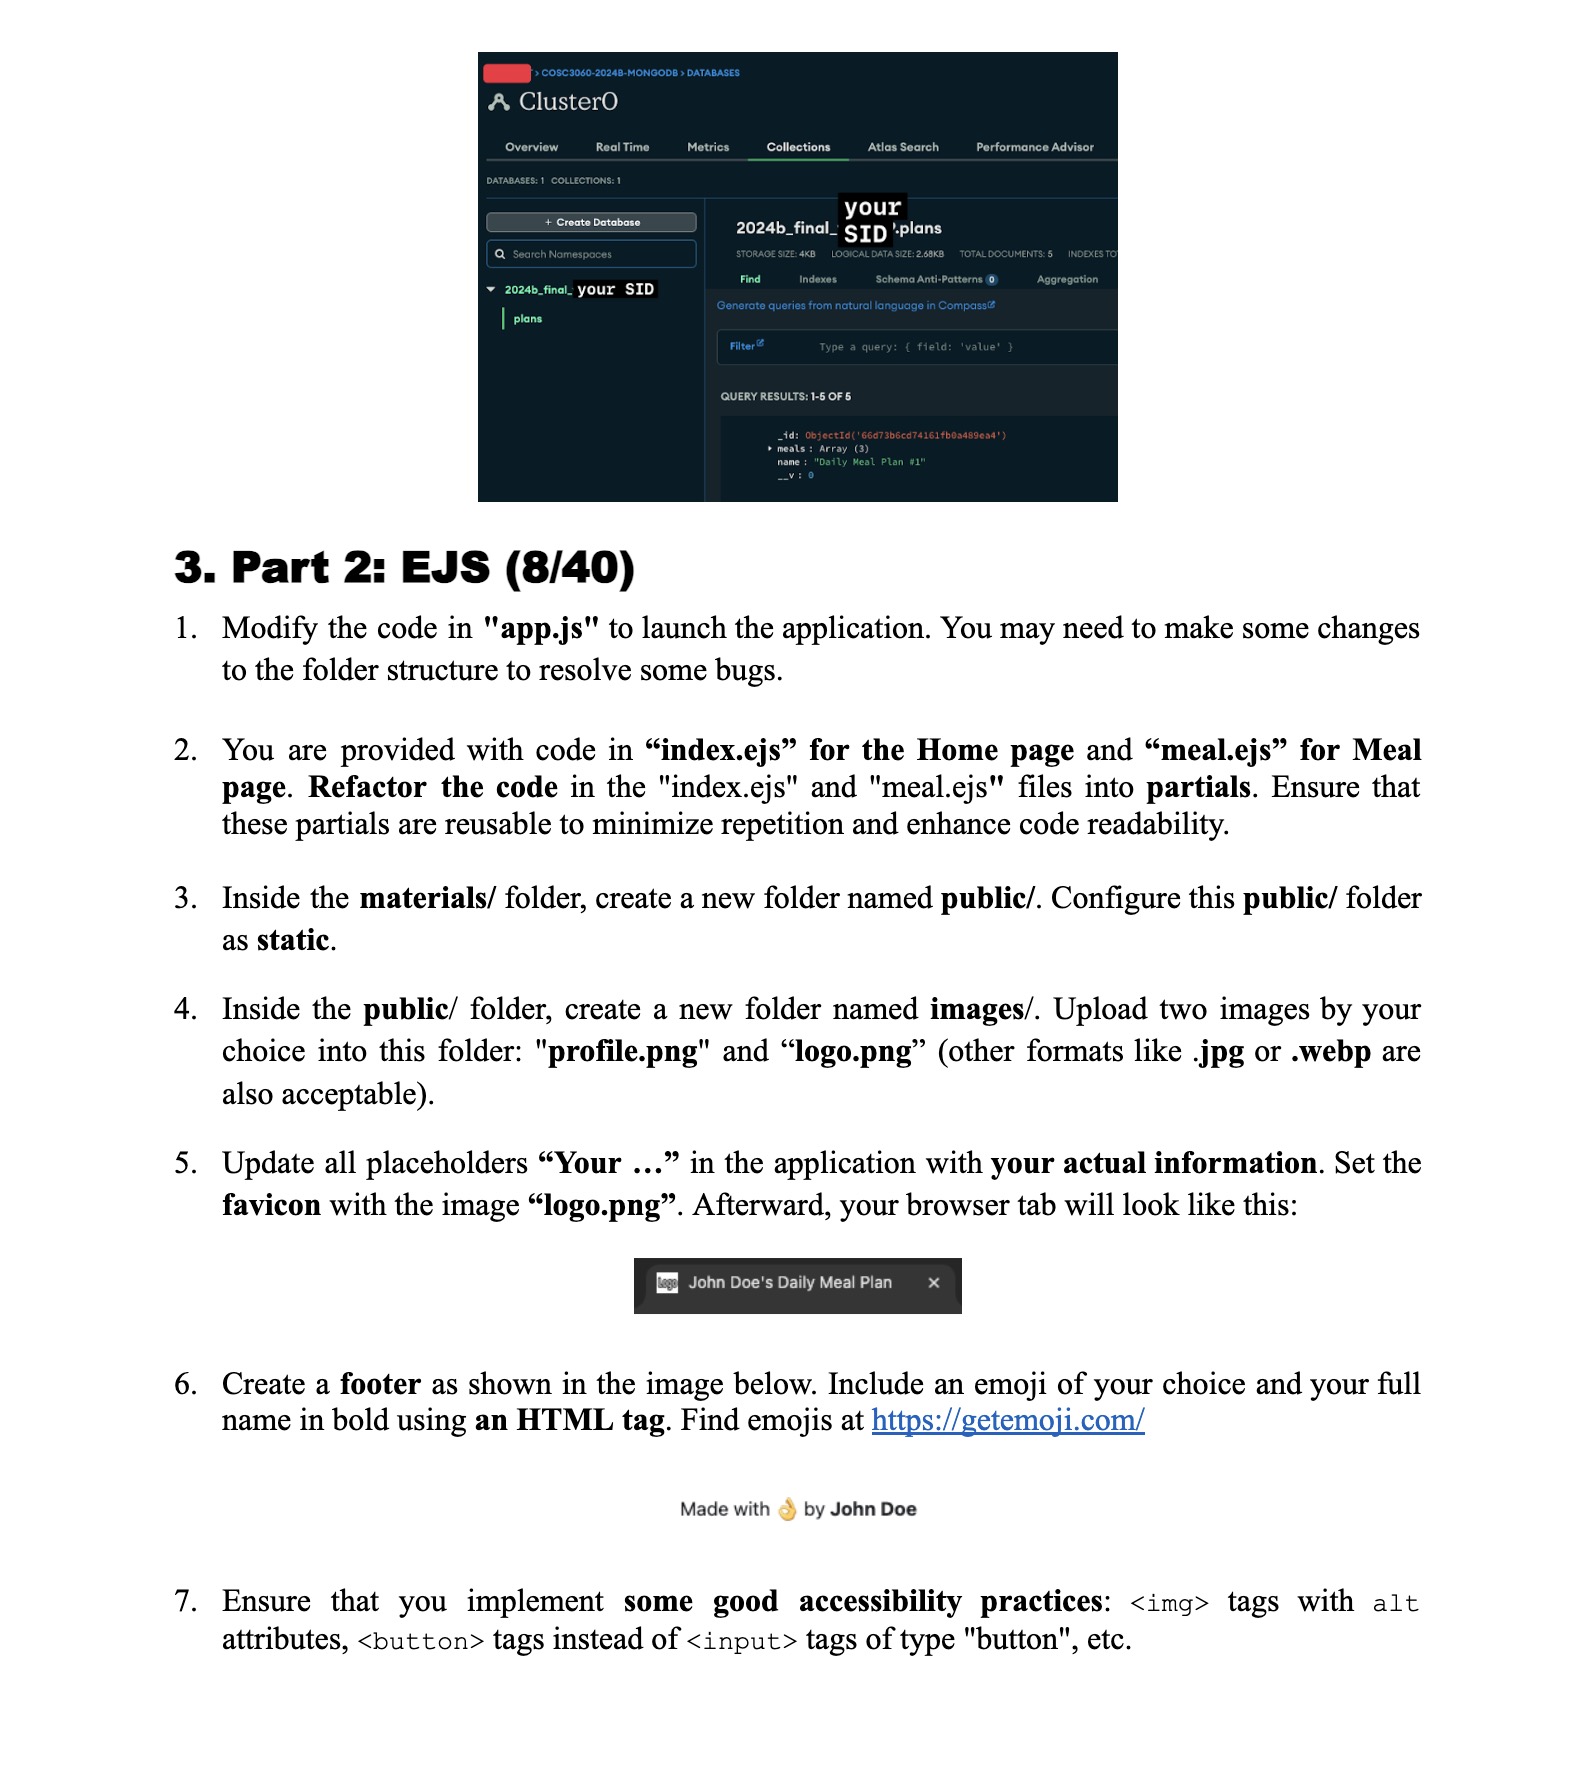 > COSC3060-2024B-MONGODB > DATABASES
Cluster0
Overview Real Time Metrics Collections Atlas Search Performance Advisor
DATABASES: 1 COLLECTIONS: 1
+ Create Database
Search Namespaces
2024b_final_ your SID
plans
2024b_final_ your SID .plans
STORAGE SIZE: 4KB LOGICAL DATA SIZE: 2.68KB TOTAL DOCUMENTS: 5 INDEXES TO
Find Indexes Schema Anti-Patterns 0 Aggregation
Generate queries from natural language in Compass
Filter Type a query: { field: 'value' }
QUERY RESULTS: 1-5 OF 5
_id: ObjectId('66d73b6cd74161fb0a489ea4')
meals: Array (3)
name: "Daily Meal Plan #1"
__v: 0
3. Part 2: EJS (8/40)
1. Modify the code in "app.js" to launch the application. You may need to make some changes
to the folder structure to resolve some bugs.
2. You are provided with code in “index.ejs” for the Home page and “meal.ejs” for Meal
page. Refactor the code in the "index.ejs" and "meal.ejs" files into partials. Ensure that
these partials are reusable to minimize repetition and enhance code readability.
3. Inside the materials/ folder, create a new folder named public/. Configure this public/ folder
as static.
4. Inside the public/ folder, create a new folder named images/. Upload two images by your
choice into this folder: "profile.png" and “logo.png” (other formats like .jpg or .webp are
also acceptable).
5. Update all placeholders “Your …” in the application with your actual information. Set the
favicon with the image “logo.png”. Afterward, your browser tab will look like this:
Logo John Doe's Daily Meal Plan ×
6. Create a footer as shown in the image below. Include an emoji of your choice and your full
name in bold using an HTML tag. Find emojis at https://getemoji.com/
Made with 👌 by John Doe
7. Ensure that you implement some good accessibility practices: <img> tags with alt
attributes, <button> tags instead of <input> tags of type "button", etc.